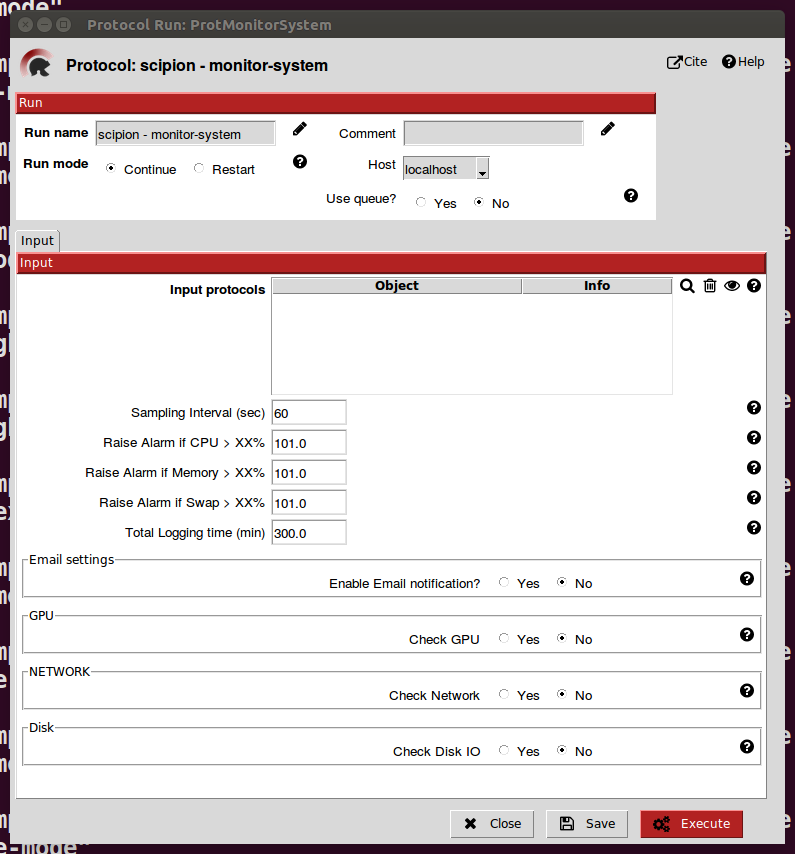 mode"
Protocol Run: ProtMonitorSystem
Protocol: scipion - monitor-system
Cite
Help
Run
Run name
scipion - monitor-system
Comment
Run mode
Continue
Restart
Host
localhost
Use queue?
Yes
No
Input
Input
Input protocols
Object
Info
Sampling Interval (sec)
60
Raise Alarm if CPU > XX%
101.0
Raise Alarm if Memory > XX%
101.0
Raise Alarm if Swap > XX%
101.0
Total Logging time (min)
300.0
Email settings
Enable Email notification?
Yes
No
GPU
Check GPU
Yes
No
NETWORK
Check Network
Yes
No
Disk
Check Disk IO
Yes
No
Close
Save
Execute
e-mode"